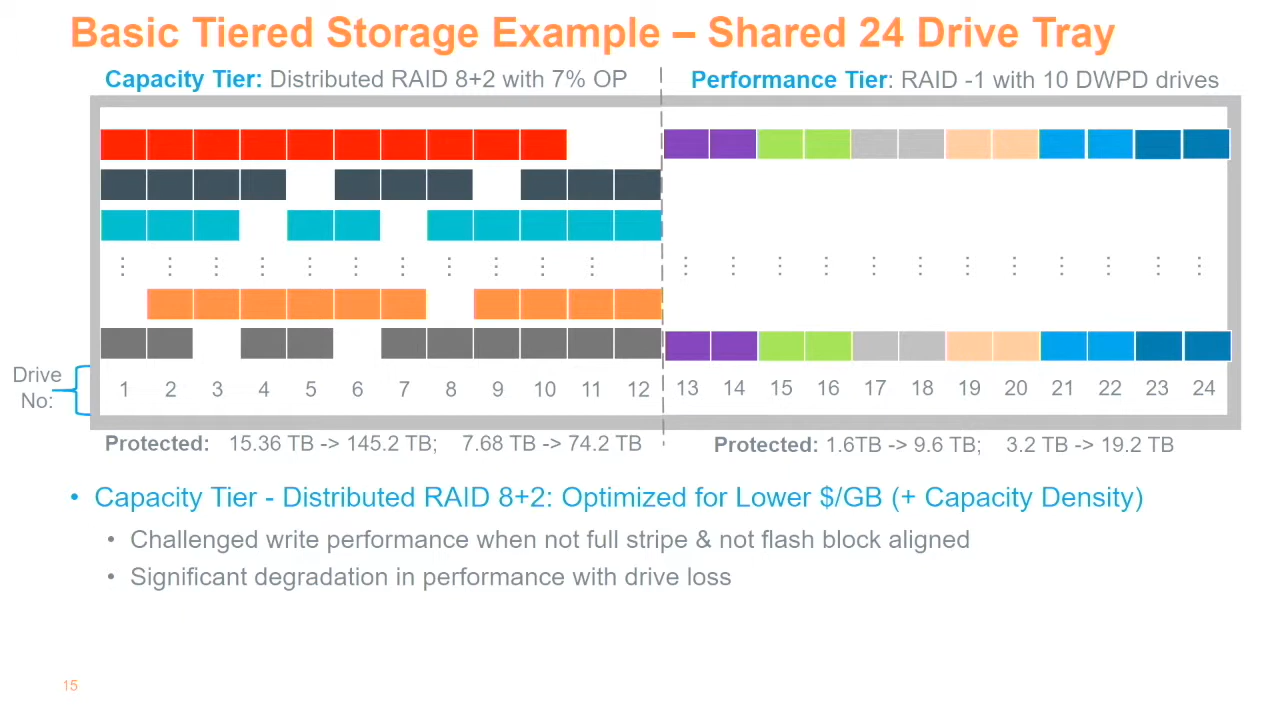 Basic Tiered Storage Example – Shared 24 Drive Tray
Capacity Tier: Distributed RAID 8+2 with 7% OP
Performance Tier: RAID -1 with 10 DWPD drives
Drive No:
1 2 3 4 5 6 7 8 9 10 11 12 13 14 15 16 17 18 19 20 21 22 23 24
Protected: 15.36 TB -> 145.2 TB; 7.68 TB -> 74.2 TB
Protected: 1.6TB -> 9.6 TB; 3.2 TB -> 19.2 TB
• Capacity Tier - Distributed RAID 8+2: Optimized for Lower $/GB (+ Capacity Density)
• Challenged write performance when not full stripe & not flash block aligned
• Significant degradation in performance with drive loss
15